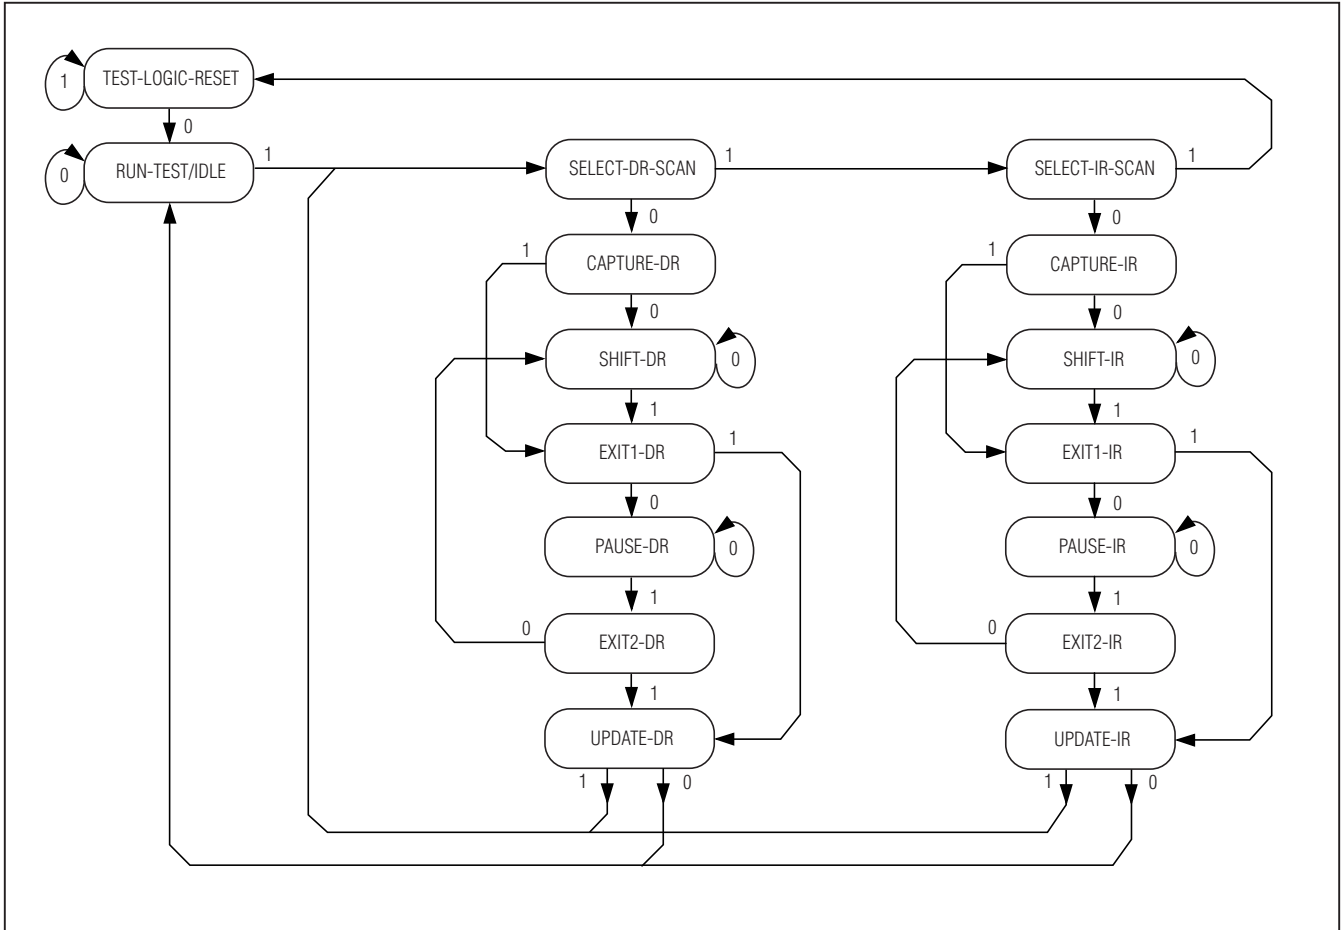 TEST-LOGIC-RESET
1
0
RUN-TEST/IDLE
0
1
SELECT-DR-SCAN
1
0
CAPTURE-DR
1
0
SHIFT-DR
0
1
EXIT1-DR
1
0
PAUSE-DR
0
1
EXIT2-DR
0
1
UPDATE-DR
1
0
SELECT-IR-SCAN
1
0
CAPTURE-IR
1
0
SHIFT-IR
0
1
EXIT1-IR
1
0
PAUSE-IR
0
1
EXIT2-IR
0
1
UPDATE-IR
1
0